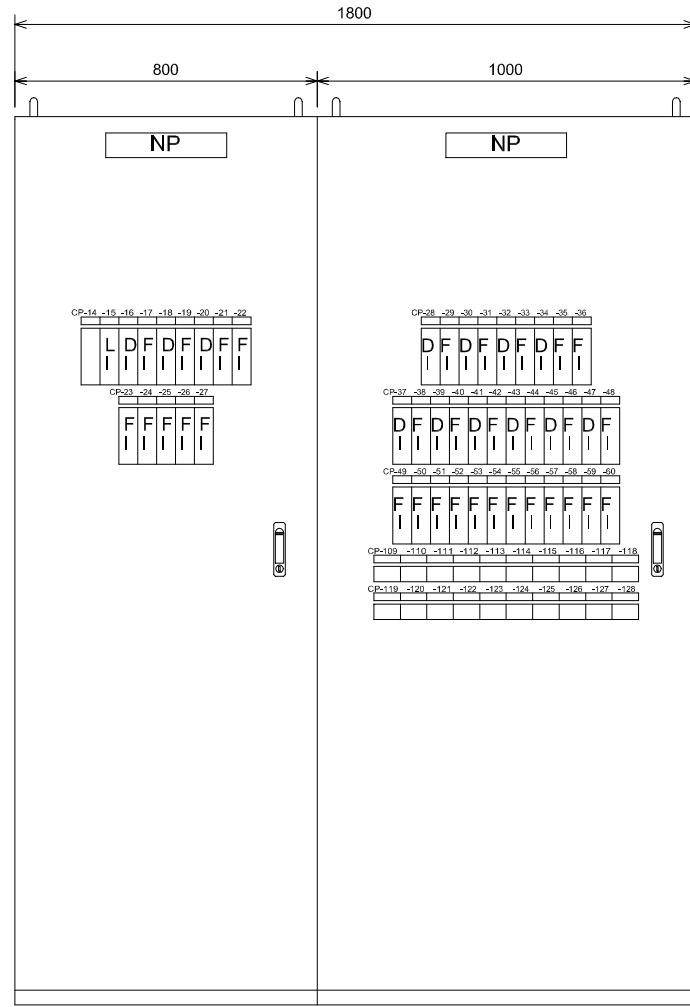 1800
800 1000
NP NP
CP-14 -15 -16 -17 -18 -19 -20 -21 -22
L D F D F D F F
I I I I I I I I
CP-23 -24 -25 -26 -27
F F F F F
I I I I I
CP-28 -29 -30 -31 -32 -33 -34 -35 -36
D F D F D F D F F
I I I I I I I I I
CP-37 -38 -39 -40 -41 -42 -43 -44 -45 -46 -47 -48
D F D F D F D F D F D F
I I I I I I I I I I I I
CP-49 -50 -51 -52 -53 -54 -55 -56 -57 -58 -59 -60
F F F F F F F F F F F F
I I I I I I I I I I I I
CP-109 -110 -111 -112 -113 -114 -115 -116 -117 -118
CP-119 -120 -121 -122 -123 -124 -125 -126 -127 -128